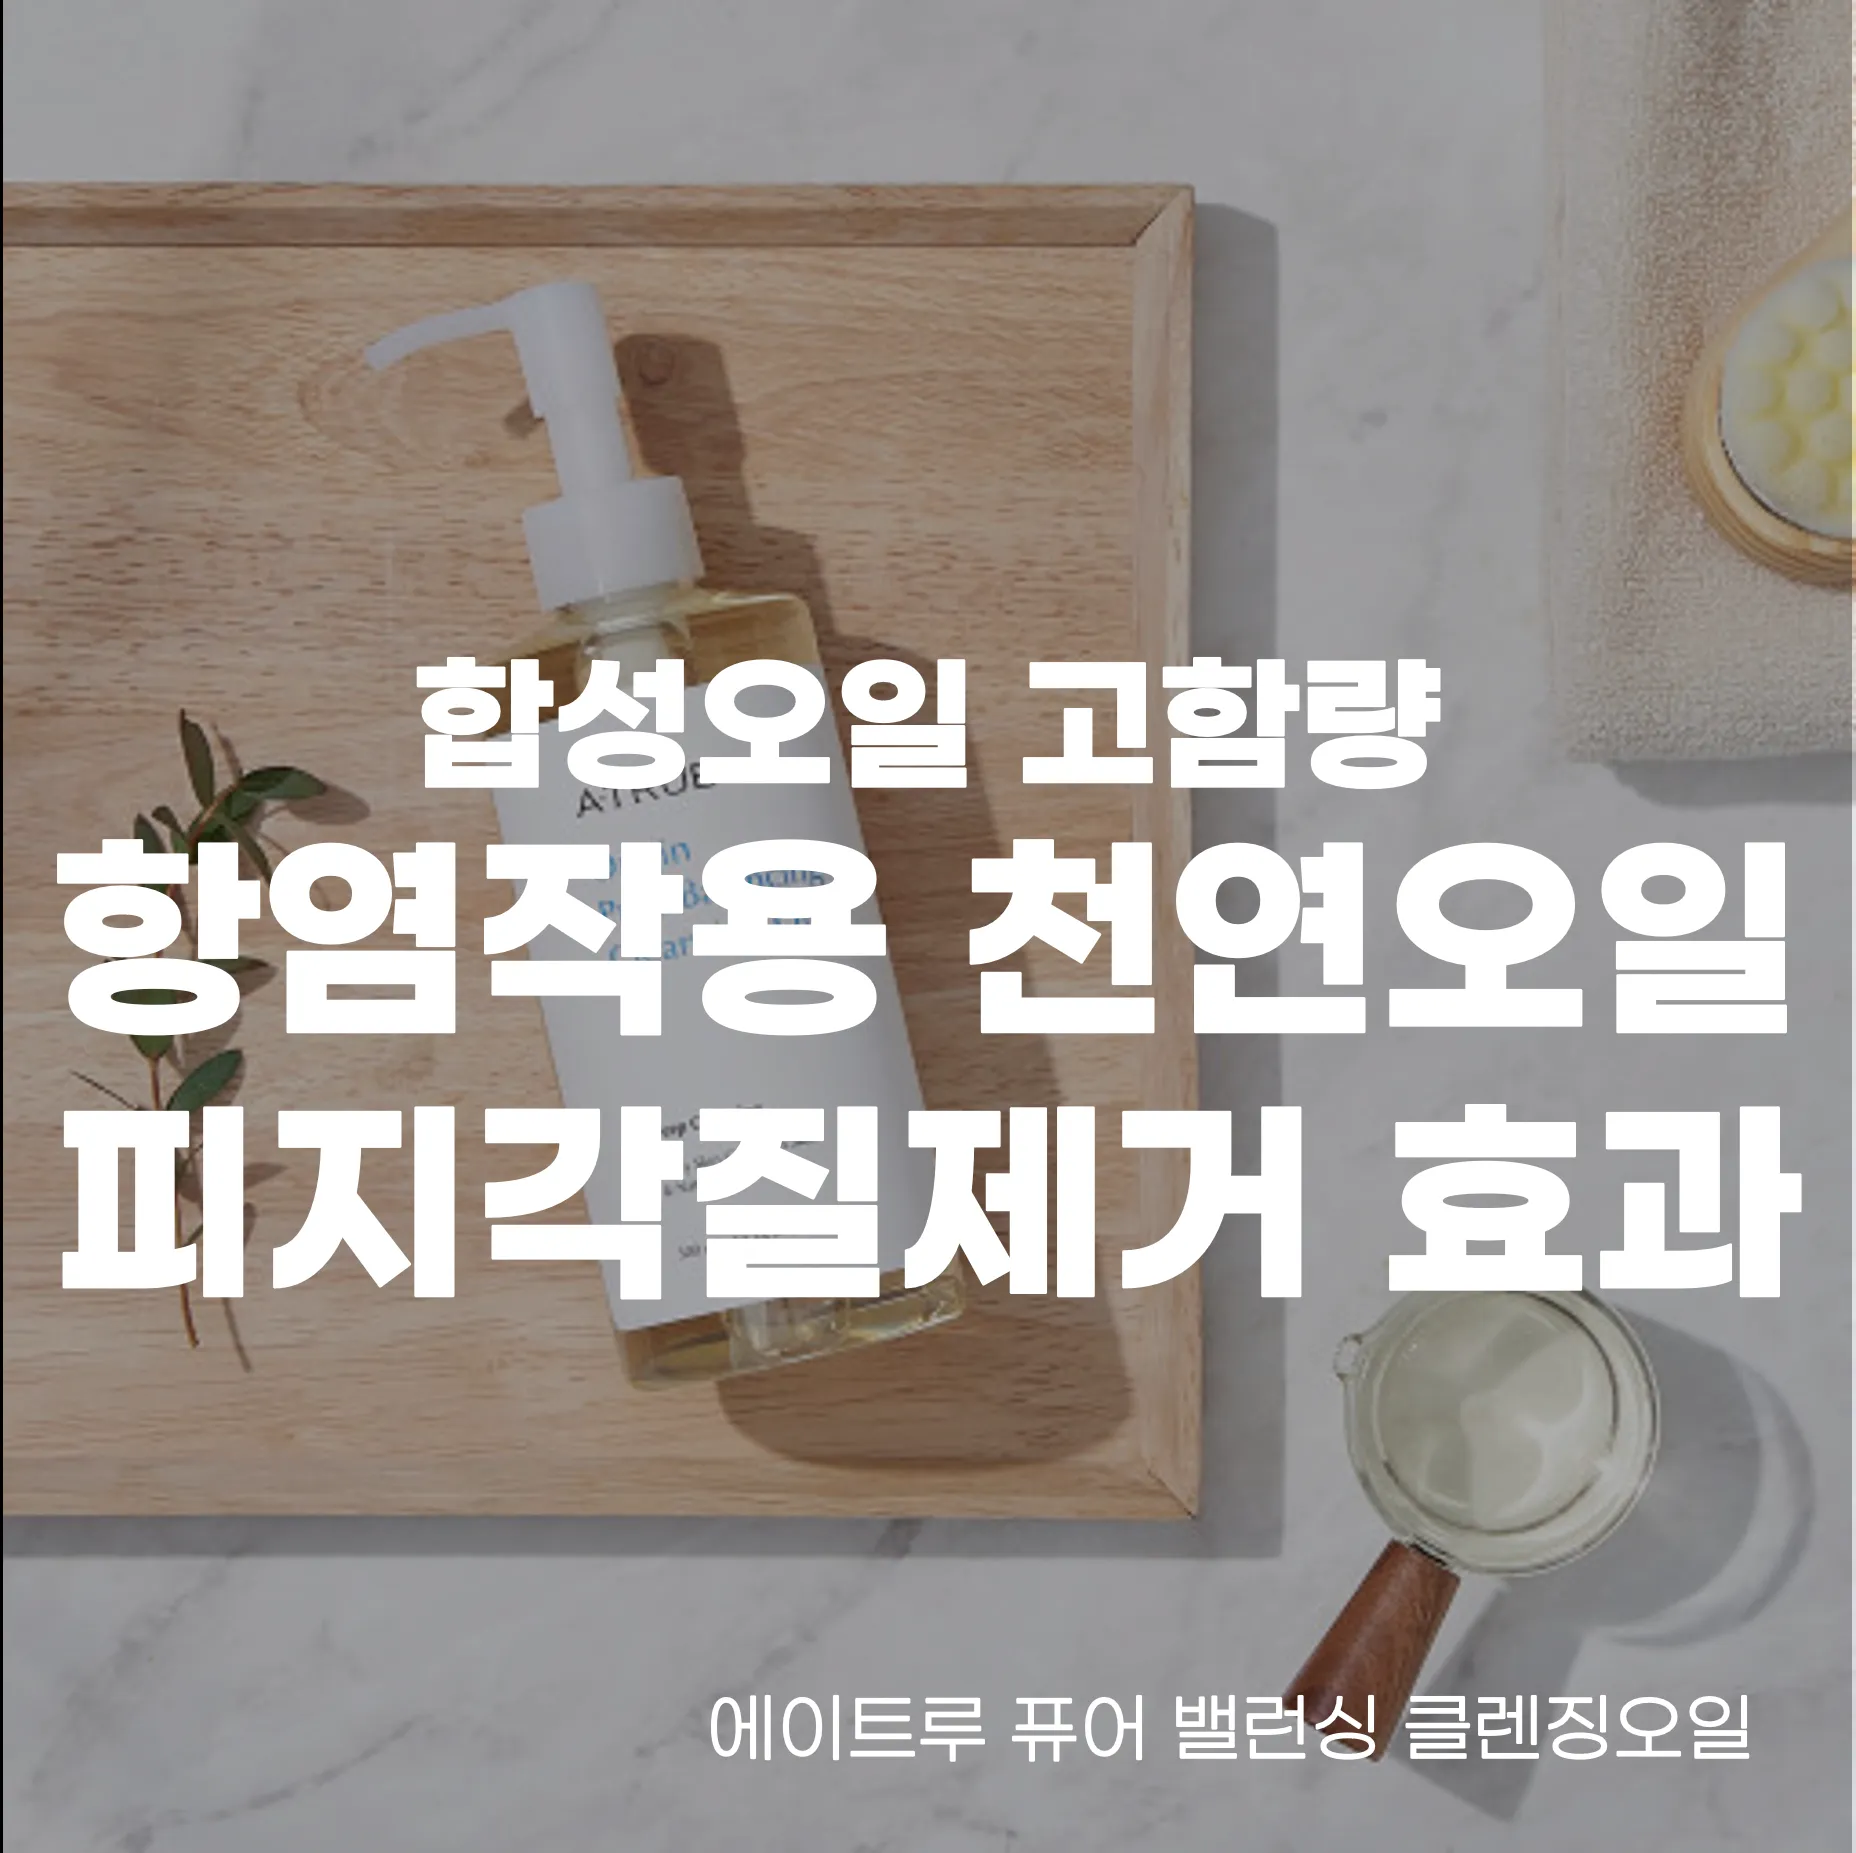 합성오일 고함량
항염작용 천연오일
피지각질제거 효과
에이트루 퓨어 밸런싱 클렌징오일